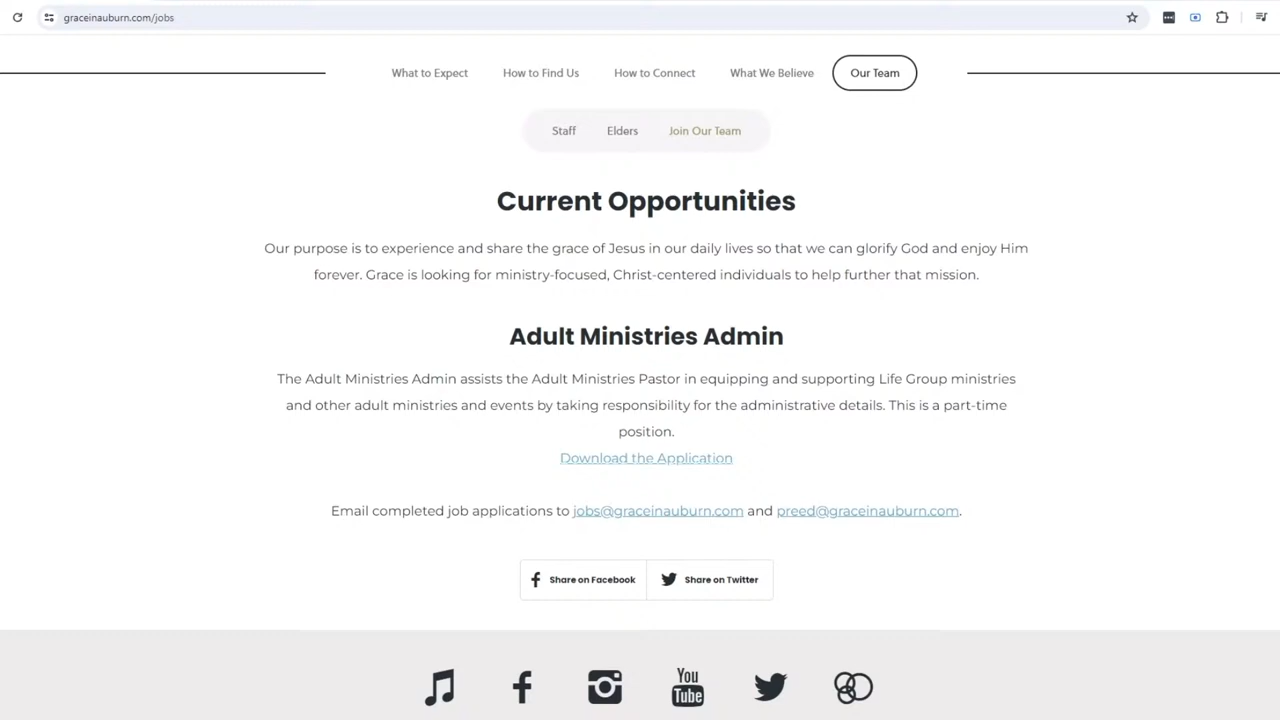 graceinauburn.com/jobs
What to Expect How to Find Us How to Connect What We Believe Our Team
Staff Elders Join Our Team
Current Opportunities
Our purpose is to experience and share the grace of Jesus in our daily lives so that we can glorify God and enjoy Him
forever. Grace is looking for ministry-focused, Christ-centered individuals to help further that mission.
Adult Ministries Admin
The Adult Ministries Admin assists the Adult Ministries Pastor in equipping and supporting Life Group ministries
and other adult ministries and events by taking responsibility for the administrative details. This is a part-time
position.
Download the Application
Email completed job applications to jobs@graceinauburn.com and preed@graceinauburn.com.
Share on Facebook Share on Twitter
You
Tube